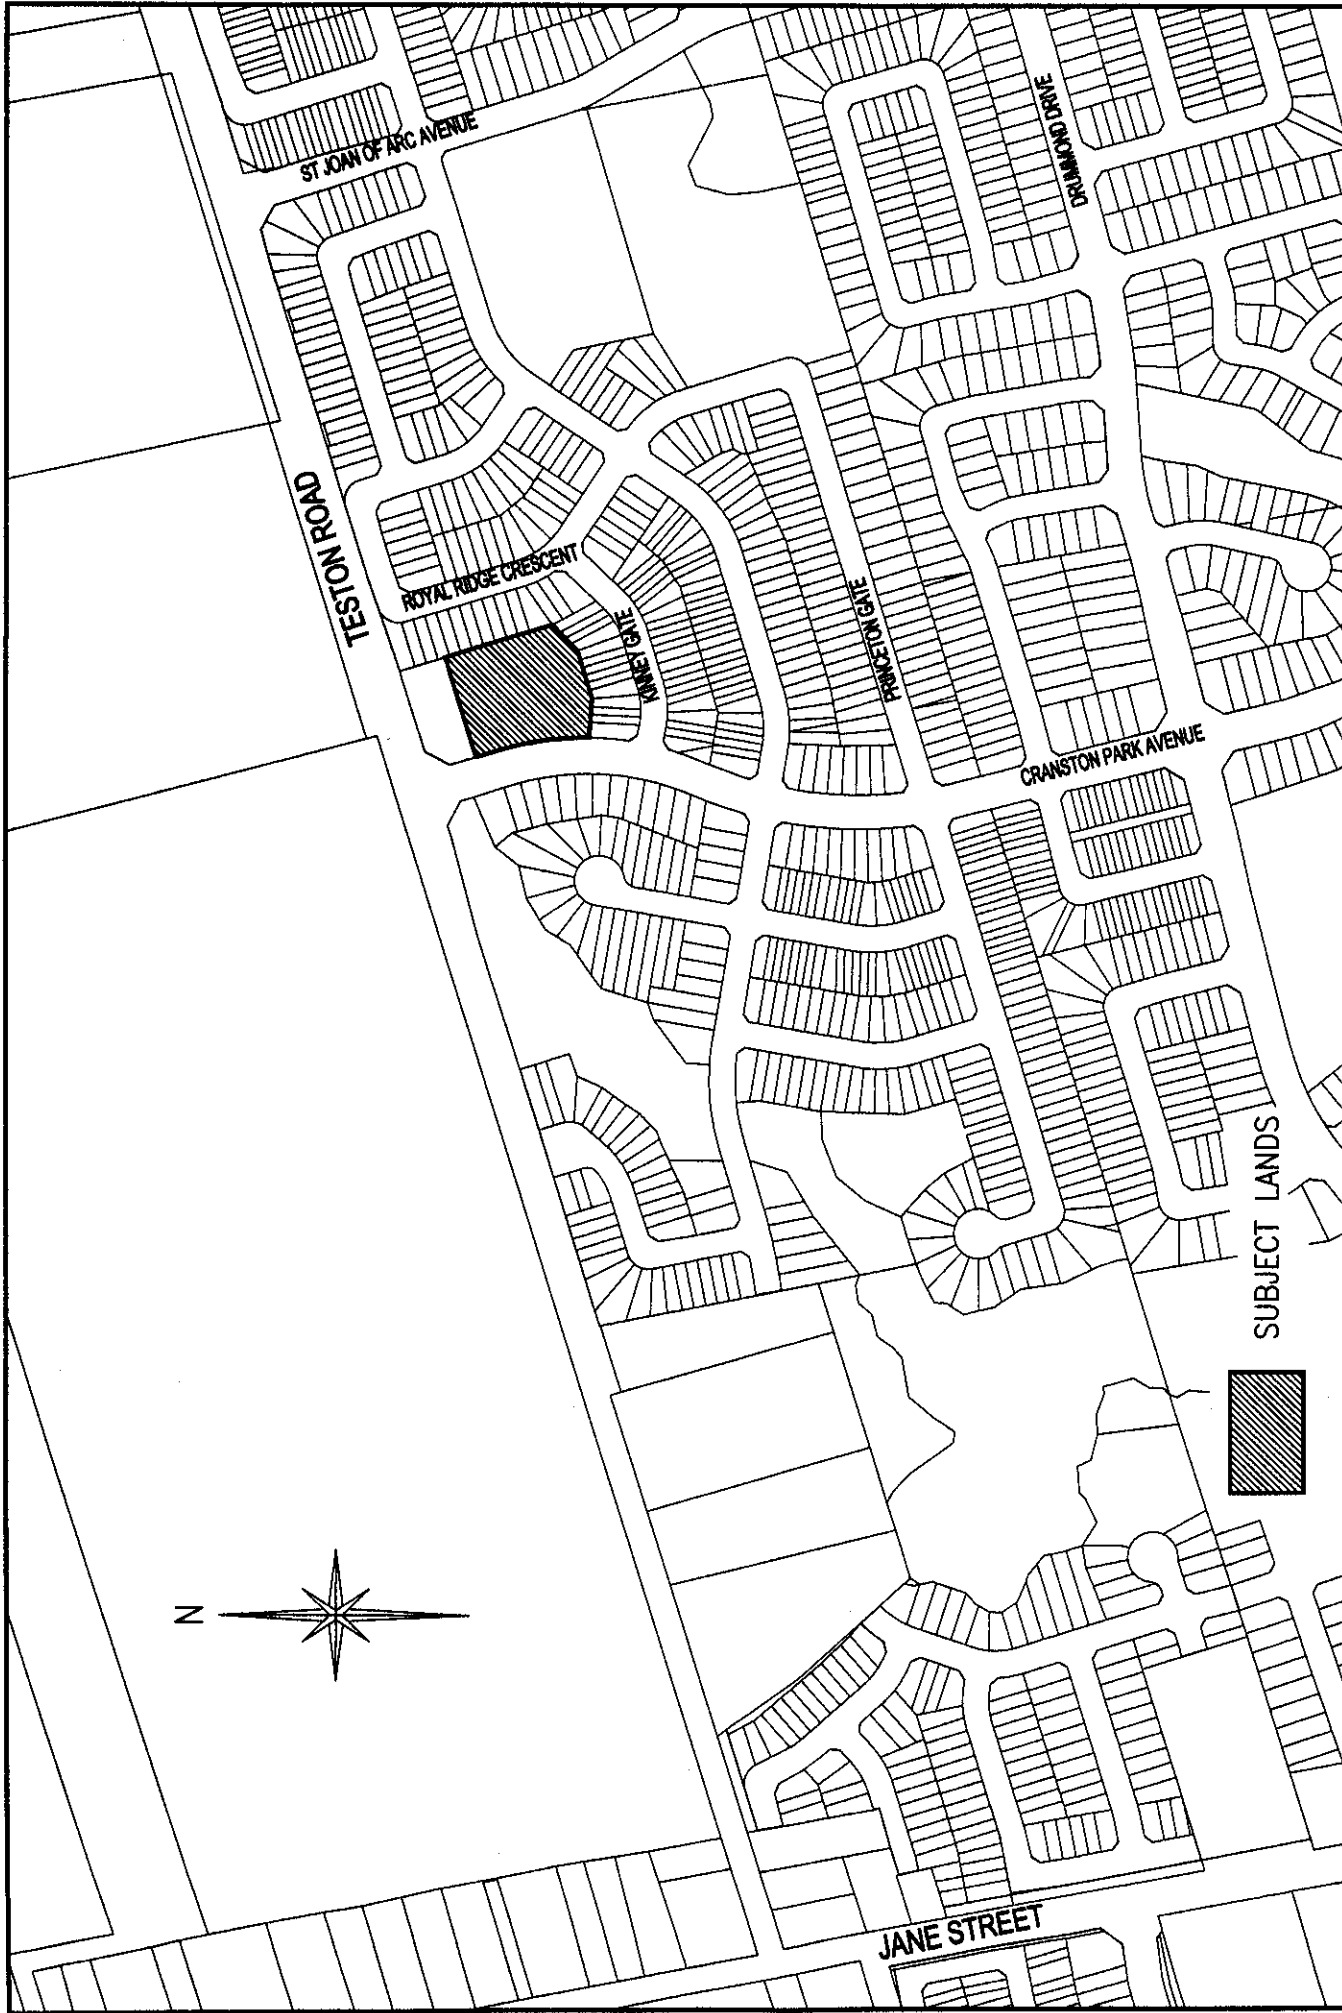 ST JOAN OF ARC AVENUE
DRUMMOND DRIVE
TESTON ROAD
ROYAL RIDGE CRESCENT
KINNEY GATE
PRINCETON GATE
CRANSTON PARK AVENUE
SUBJECT LANDS
N
JANE STREET